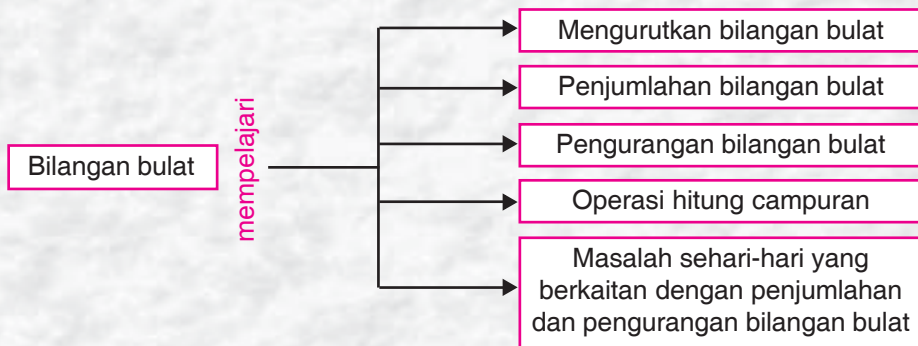 Bilangan bulat
mempelajari
Mengurutkan bilangan bulat
Penjumlahan bilangan bulat
Pengurangan bilangan bulat
Operasi hitung campuran
Masalah sehari-hari yang
berkaitan dengan penjumlahan
dan pengurangan bilangan bulat